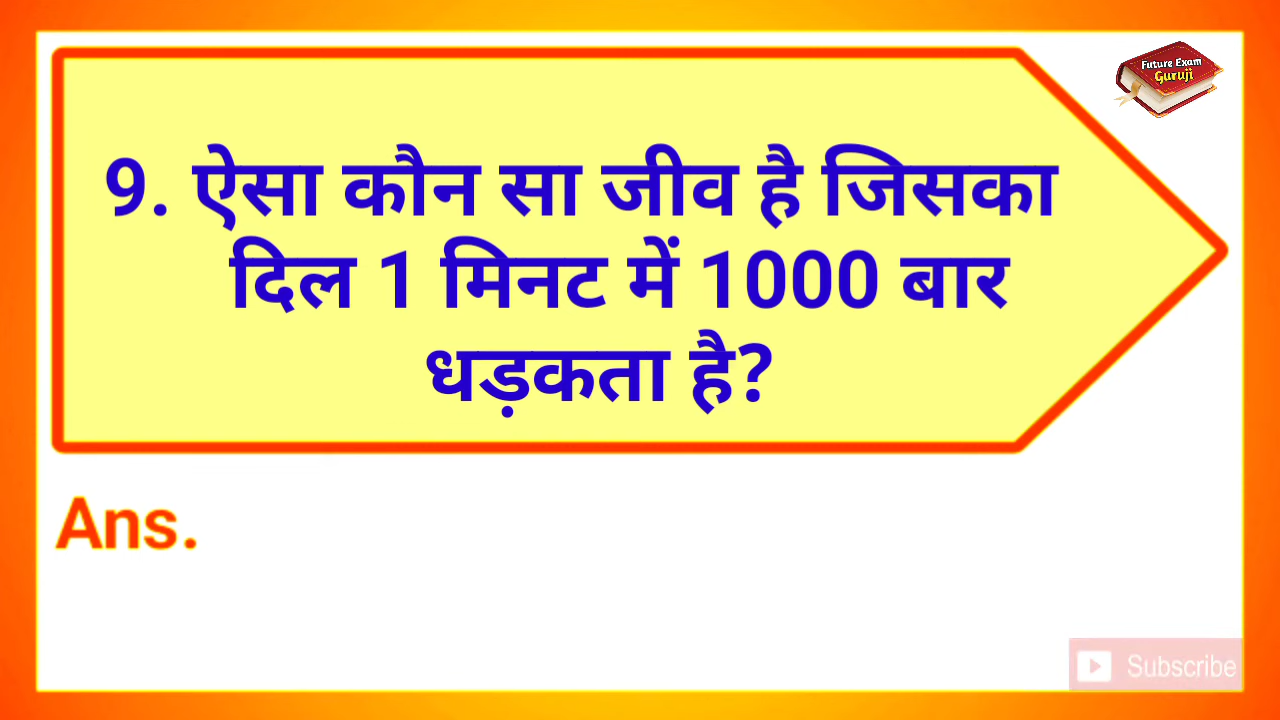 Future Exam
Guruji
9. ऐसा कौन सा जीव है जिसका
दिल 1 मिनट में 1000 बार
धड़कता है?
Ans.
Subscribe